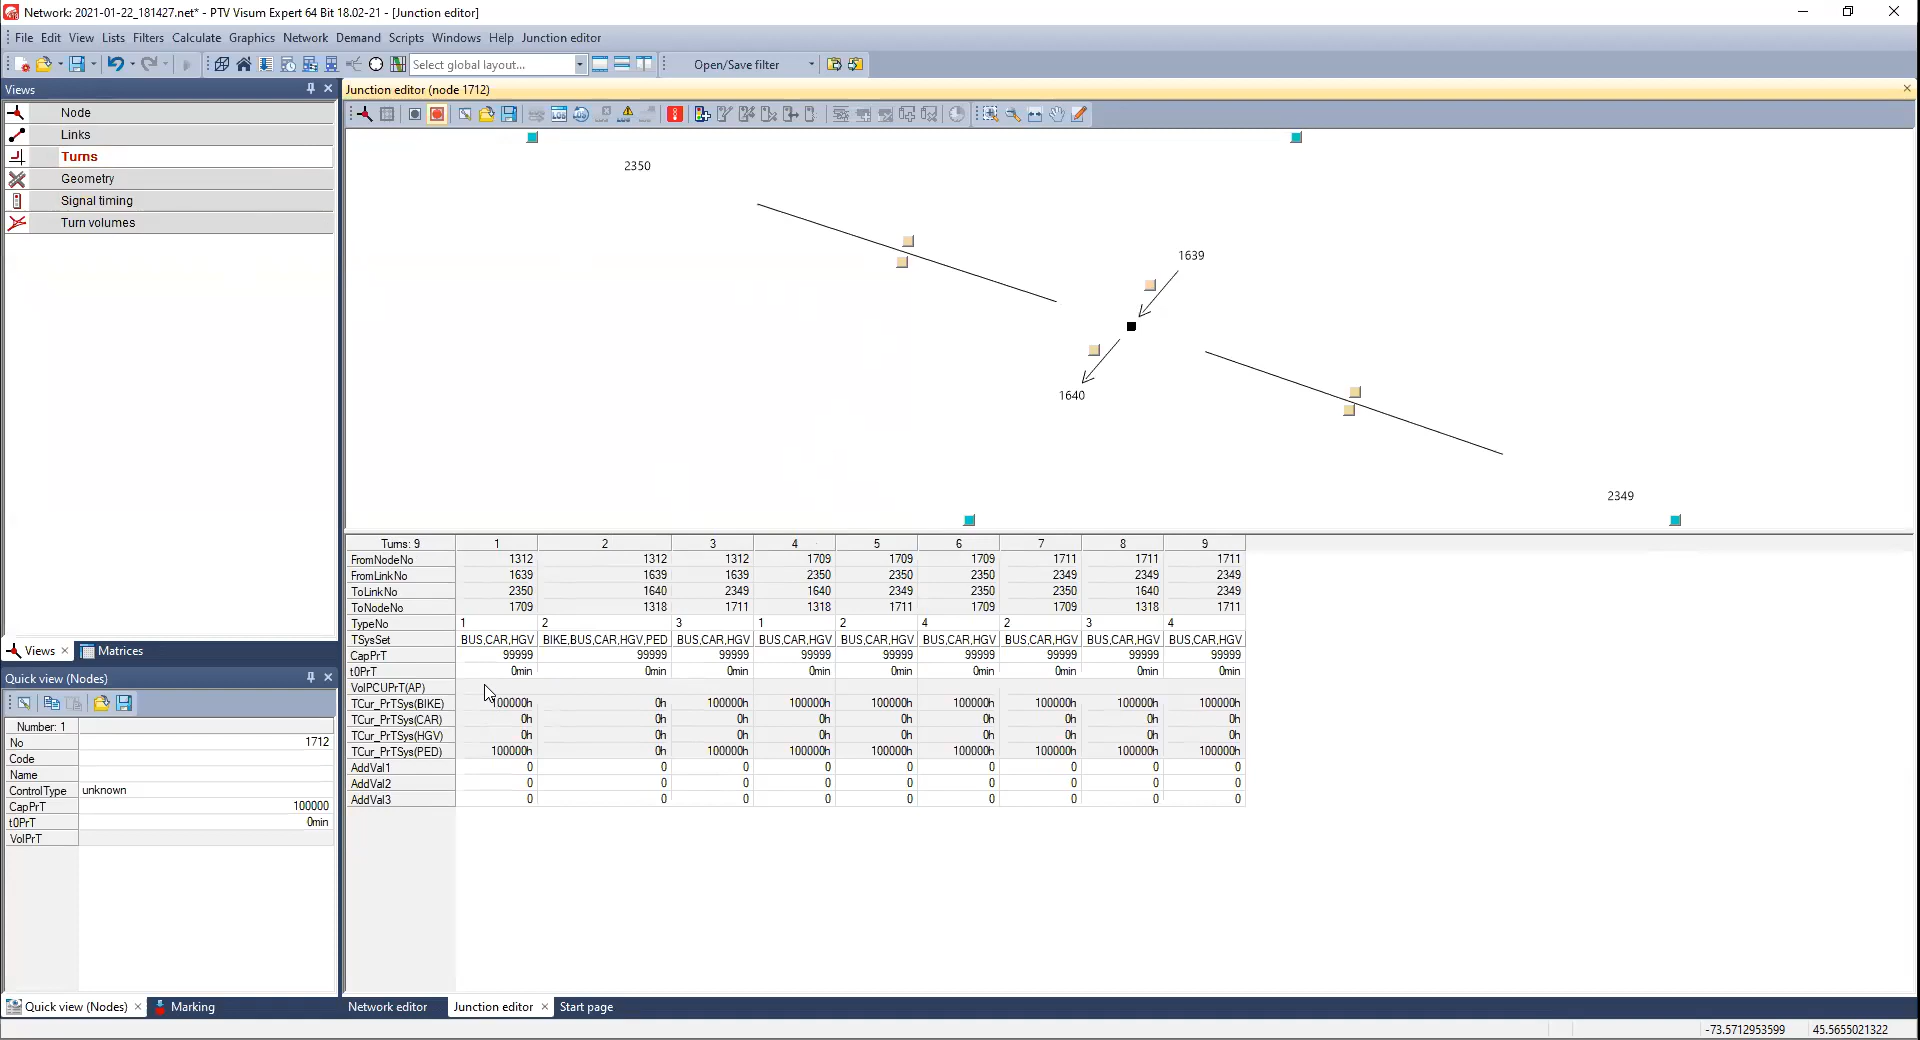 Network: 2021-01-22_181427.net* - PTV Visum Expert 64 Bit 18.02-21 - [Junction editor]
File Edit View Lists Filters Calculate Graphics Network Demand Scripts Windows Help Junction editor
Select global layout... Open/Save filter
Views
Node
Links
Turns
Geometry
Signal timing
Turn volumes
Views Matrices
Quick view (Nodes)
Number: 1
No 1712
Code
Name
ControlType unknown
CapPrT 100000
t0PrT 0min
VolPrT
Quick view (Nodes) Marking
Junction editor (node 1712)
2350
1639
1640
2349
Turns: 9 1 2 3 4 5 6 7 8 9
FromNodeNo 1312 1312 1312 1709 1709 1709 1711 1711 1711
FromLinkNo 1639 1639 1639 2350 2350 2350 2349 2349 2349
ToLinkNo 2350 1640 2349 1640 2349 2350 2350 1640 2349
ToNodeNo 1709 1318 1711 1318 1711 1709 1709 1318 1711
TypeNo 1 2 3 1 2 4 2 3 4
TSysSet BUS,CAR,HGV BIKE,BUS,CAR,HGV,PED BUS,CAR,HGV BUS,CAR,HGV BUS,CAR,HGV BUS,CAR,HGV BUS,CAR,HGV BUS,CAR,HGV BUS,CAR,HGV
CapPrT 99999 99999 99999 99999 99999 99999 99999 99999 99999
t0PrT 0min 0min 0min 0min 0min 0min 0min 0min 0min
VolPCUPrT(AP)
TCur_PrTSys(BIKE) 100000h 0h 100000h 100000h 100000h 100000h 100000h 100000h 100000h
TCur_PrTSys(CAR) 0h 0h 0h 0h 0h 0h 0h 0h 0h
TCur_PrTSys(HGV) 0h 0h 0h 0h 0h 0h 0h 0h 0h
TCur_PrTSys(PED) 100000h 0h 100000h 100000h 100000h 100000h 100000h 100000h 100000h
AddVal1 0 0 0 0 0 0 0 0 0
AddVal2 0 0 0 0 0 0 0 0 0
AddVal3 0 0 0 0 0 0 0 0 0
Network editor Junction editor Start page
-73.5712953599 45.5655021322